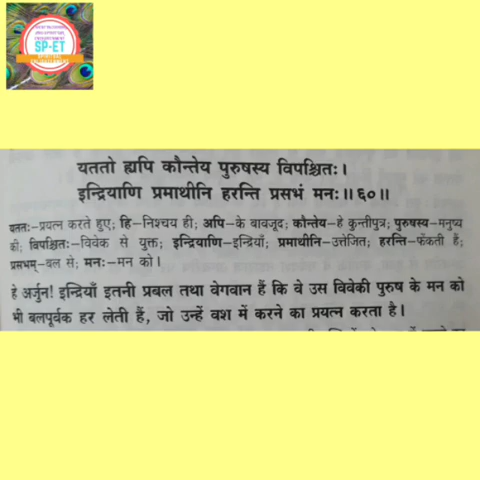 SP-ET
यततो ह्यपि कौन्तेय पुरुषस्य विपश्चितः।
इन्द्रियाणि प्रमाथीनि हरन्ति प्रसभं मनः॥६०॥
यततः–प्रयत्न करते हुए; हि–निश्चय ही; अपि–के बावजूद; कौन्तेय–हे कुन्तीपुत्र; पुरुषस्य–मनुष्य
की; विपश्चितः–विवेक से युक्त; इन्द्रियाणि–इन्द्रियाँ; प्रमाथीनि–उत्तेजित; हरन्ति–फेंकती हैं;
प्रसभम्–बल से; मनः–मन को।
हे अर्जुन! इन्द्रियाँ इतनी प्रबल तथा वेगवान हैं कि वे उस विवेकी पुरुष के मन को
भी बलपूर्वक हर लेती हैं, जो उन्हें वश में करने का प्रयत्न करता है।